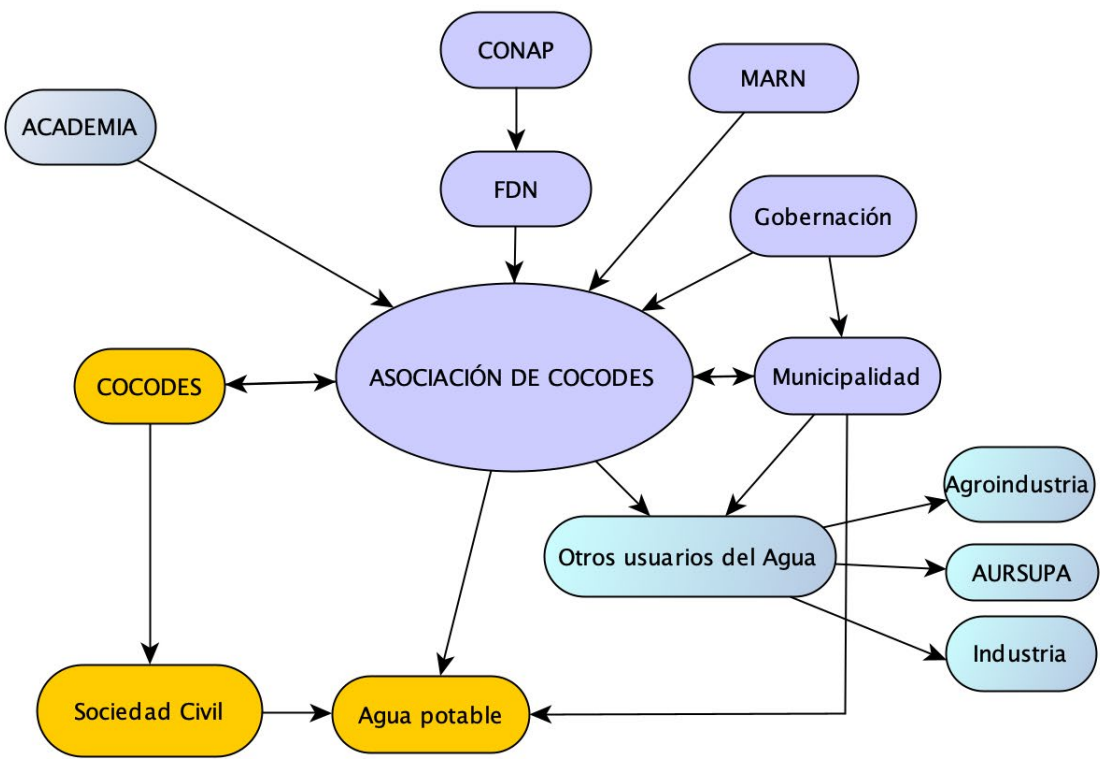 CONAP
MARN
ACADEMIA
FDN
Gobernación
ASOCIACIÓN DE COCODES
Municipalidad
COCODES
Agroindustria
Otros usuarios del Agua
AURSUPA
Industria
Sociedad Civil
Agua potable